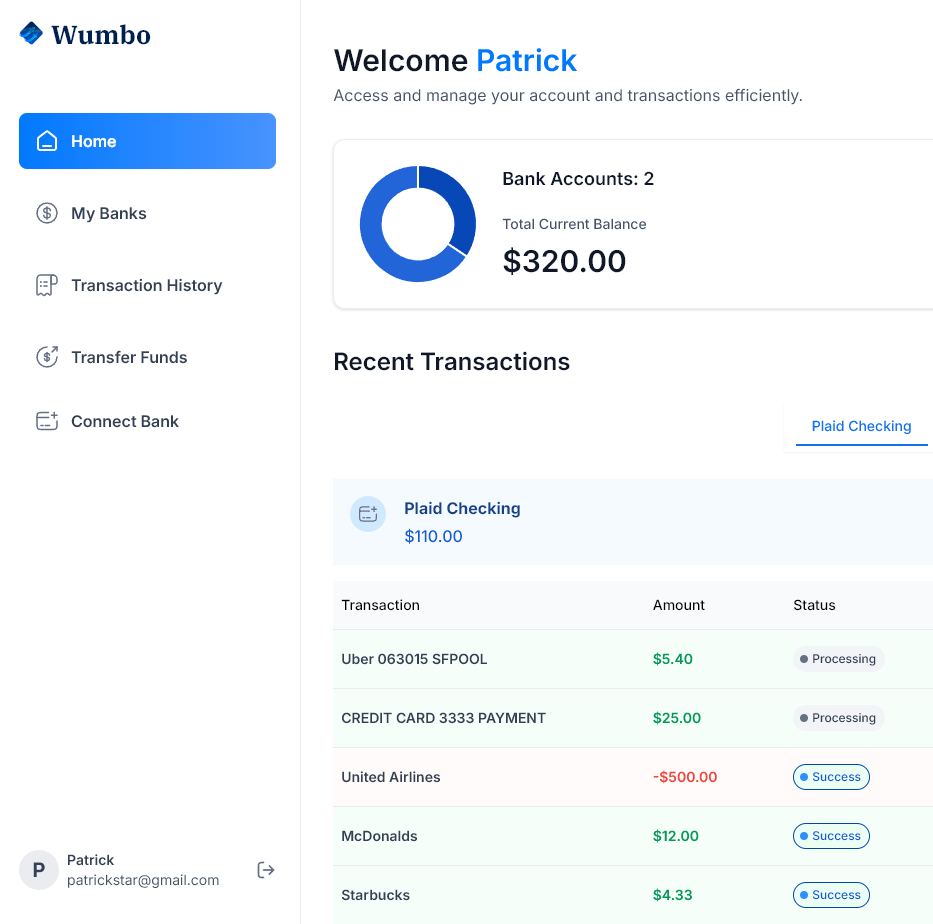 Wumbo
Home
My Banks
Transaction History
Transfer Funds
Connect Bank
P
Patrick
patrickstar@gmail.com
Welcome Patrick
Access and manage your account and transactions efficiently.
Bank Accounts: 2
Total Current Balance
$320.00
Recent Transactions
Plaid Checking
Plaid Checking
$110.00
Transaction Amount Status
Uber 063015 SFPOOL $5.40 Processing
CREDIT CARD 3333 PAYMENT $25.00 Processing
United Airlines -$500.00 Success
McDonalds $12.00 Success
Starbucks $4.33 Success